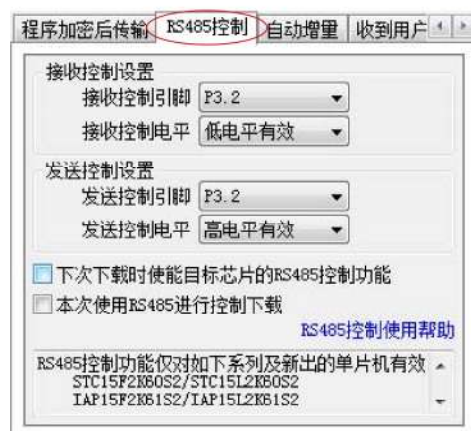 程序加密后传输 RS485控制 自动增量 收到用户
接收控制设置
接收控制引脚 P3.2
接收控制电平 低电平有效
发送控制设置
发送控制引脚 P3.2
发送控制电平 高电平有效
下次下载时使能目标芯片的RS485控制功能
本次使用RS485进行控制下载
RS485控制使用帮助
RS485控制功能仅对如下系列及新出的单片机有效
STC15F2K60S2/STC15L2K60S2
IAP15F2K61S2/IAP15L2K61S2